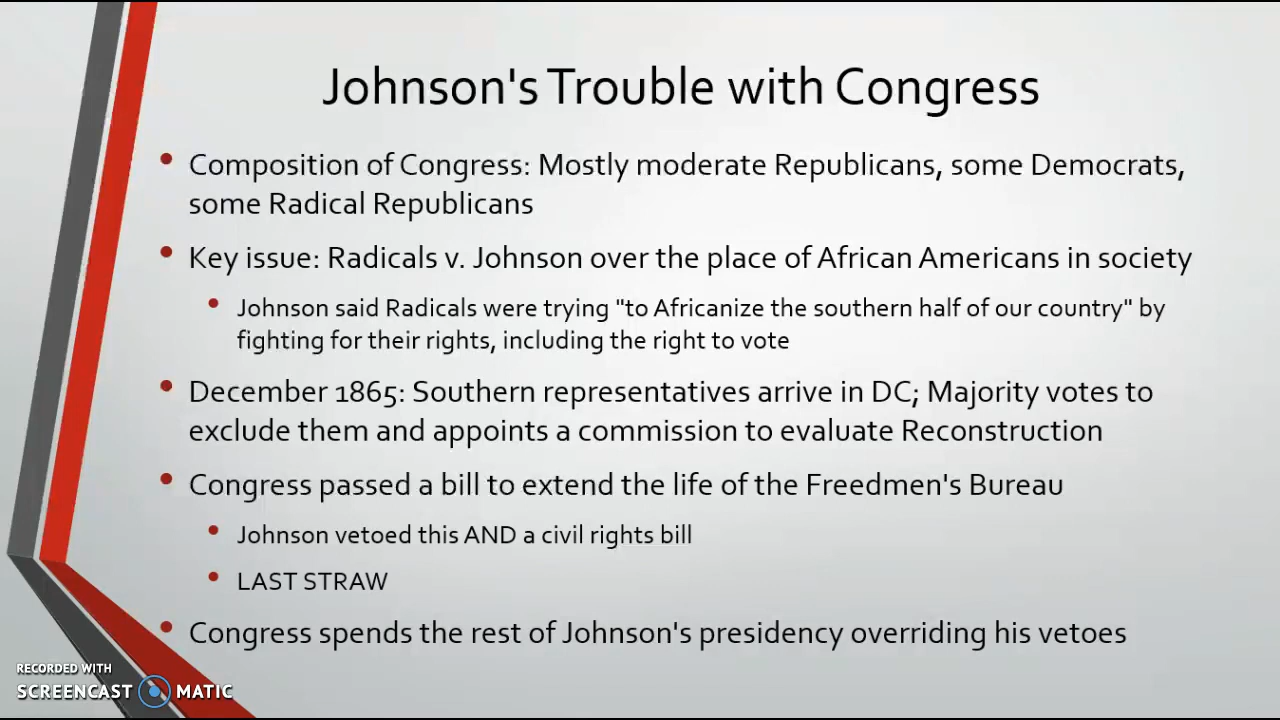 Johnson's Trouble with Congress
Composition of Congress: Mostly moderate Republicans, some Democrats,
some Radical Republicans
Key issue: Radicals v. Johnson over the place of African Americans in society
Johnson said Radicals were trying "to Africanize the southern half of our country" by
fighting for their rights, including the right to vote
December 1865: Southern representatives arrive in DC; Majority votes to
exclude them and appoints a commission to evaluate Reconstruction
Congress passed a bill to extend the life of the Freedmen's Bureau
Johnson vetoed this AND a civil rights bill
LAST STRAW
Congress spends the rest of Johnson's presidency overriding his vetoes
RECORDED WITH
SCREENCAST MATIC